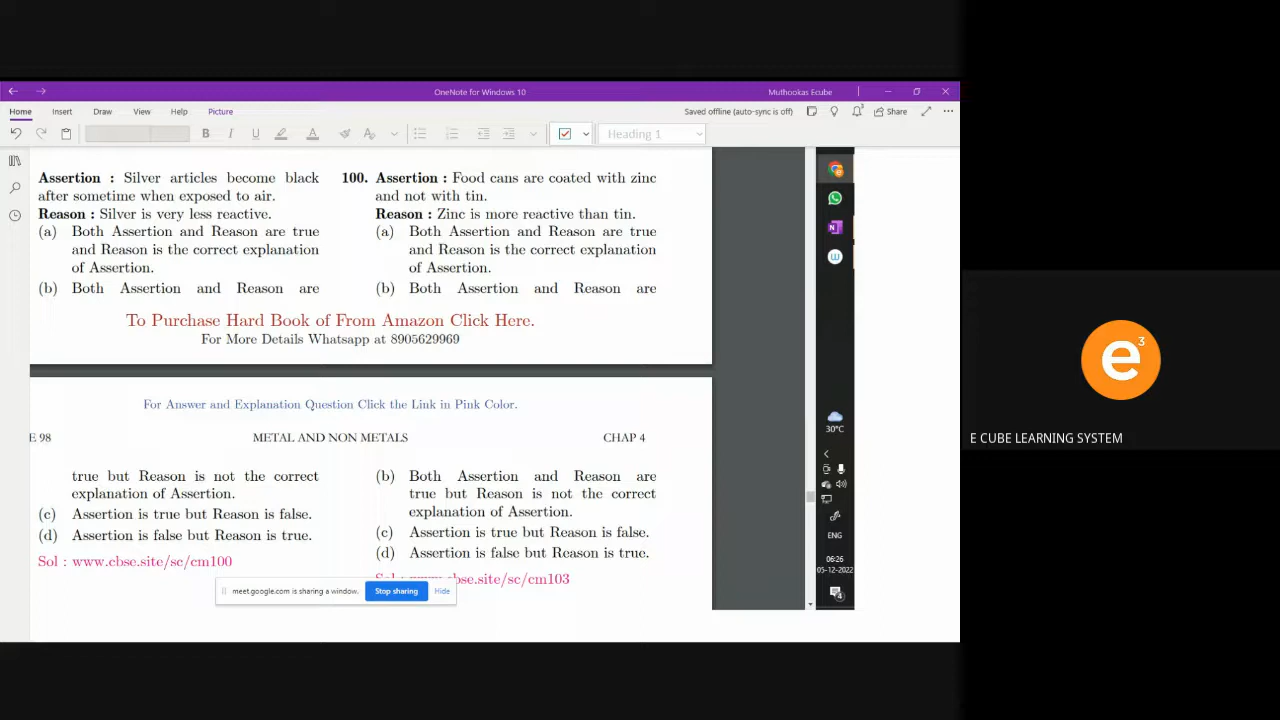 OneNote for Windows 10
Muthookas Ecube
Home Insert Draw View Help Picture
Saved offline (auto-sync is off)
Share
B I U A
Heading 1
Assertion : Silver articles become black
after sometime when exposed to air.
Reason : Silver is very less reactive.
(a) Both Assertion and Reason are true
and Reason is the correct explanation
of Assertion.
(b) Both Assertion and Reason are
100. Assertion : Food cans are coated with zinc
and not with tin.
Reason : Zinc is more reactive than tin.
(a) Both Assertion and Reason are true
and Reason is the correct explanation
of Assertion.
(b) Both Assertion and Reason are
To Purchase Hard Book of From Amazon Click Here.
For More Details Whatsapp at 8905629969
For Answer and Explanation Question Click the Link in Pink Color.
E 98 METAL AND NON METALS CHAP 4
true but Reason is not the correct
explanation of Assertion.
(c) Assertion is true but Reason is false.
(d) Assertion is false but Reason is true.
Sol : www.cbse.site/sc/cm100
(b) Both Assertion and Reason are
true but Reason is not the correct
explanation of Assertion.
(c) Assertion is true but Reason is false.
(d) Assertion is false but Reason is true.
Sol : www.cbse.site/sc/cm103
meet.google.com is sharing a window. Stop sharing Hide
30°C
ENG
06:26
05-12-2022
4
e3
E CUBE LEARNING SYSTEM